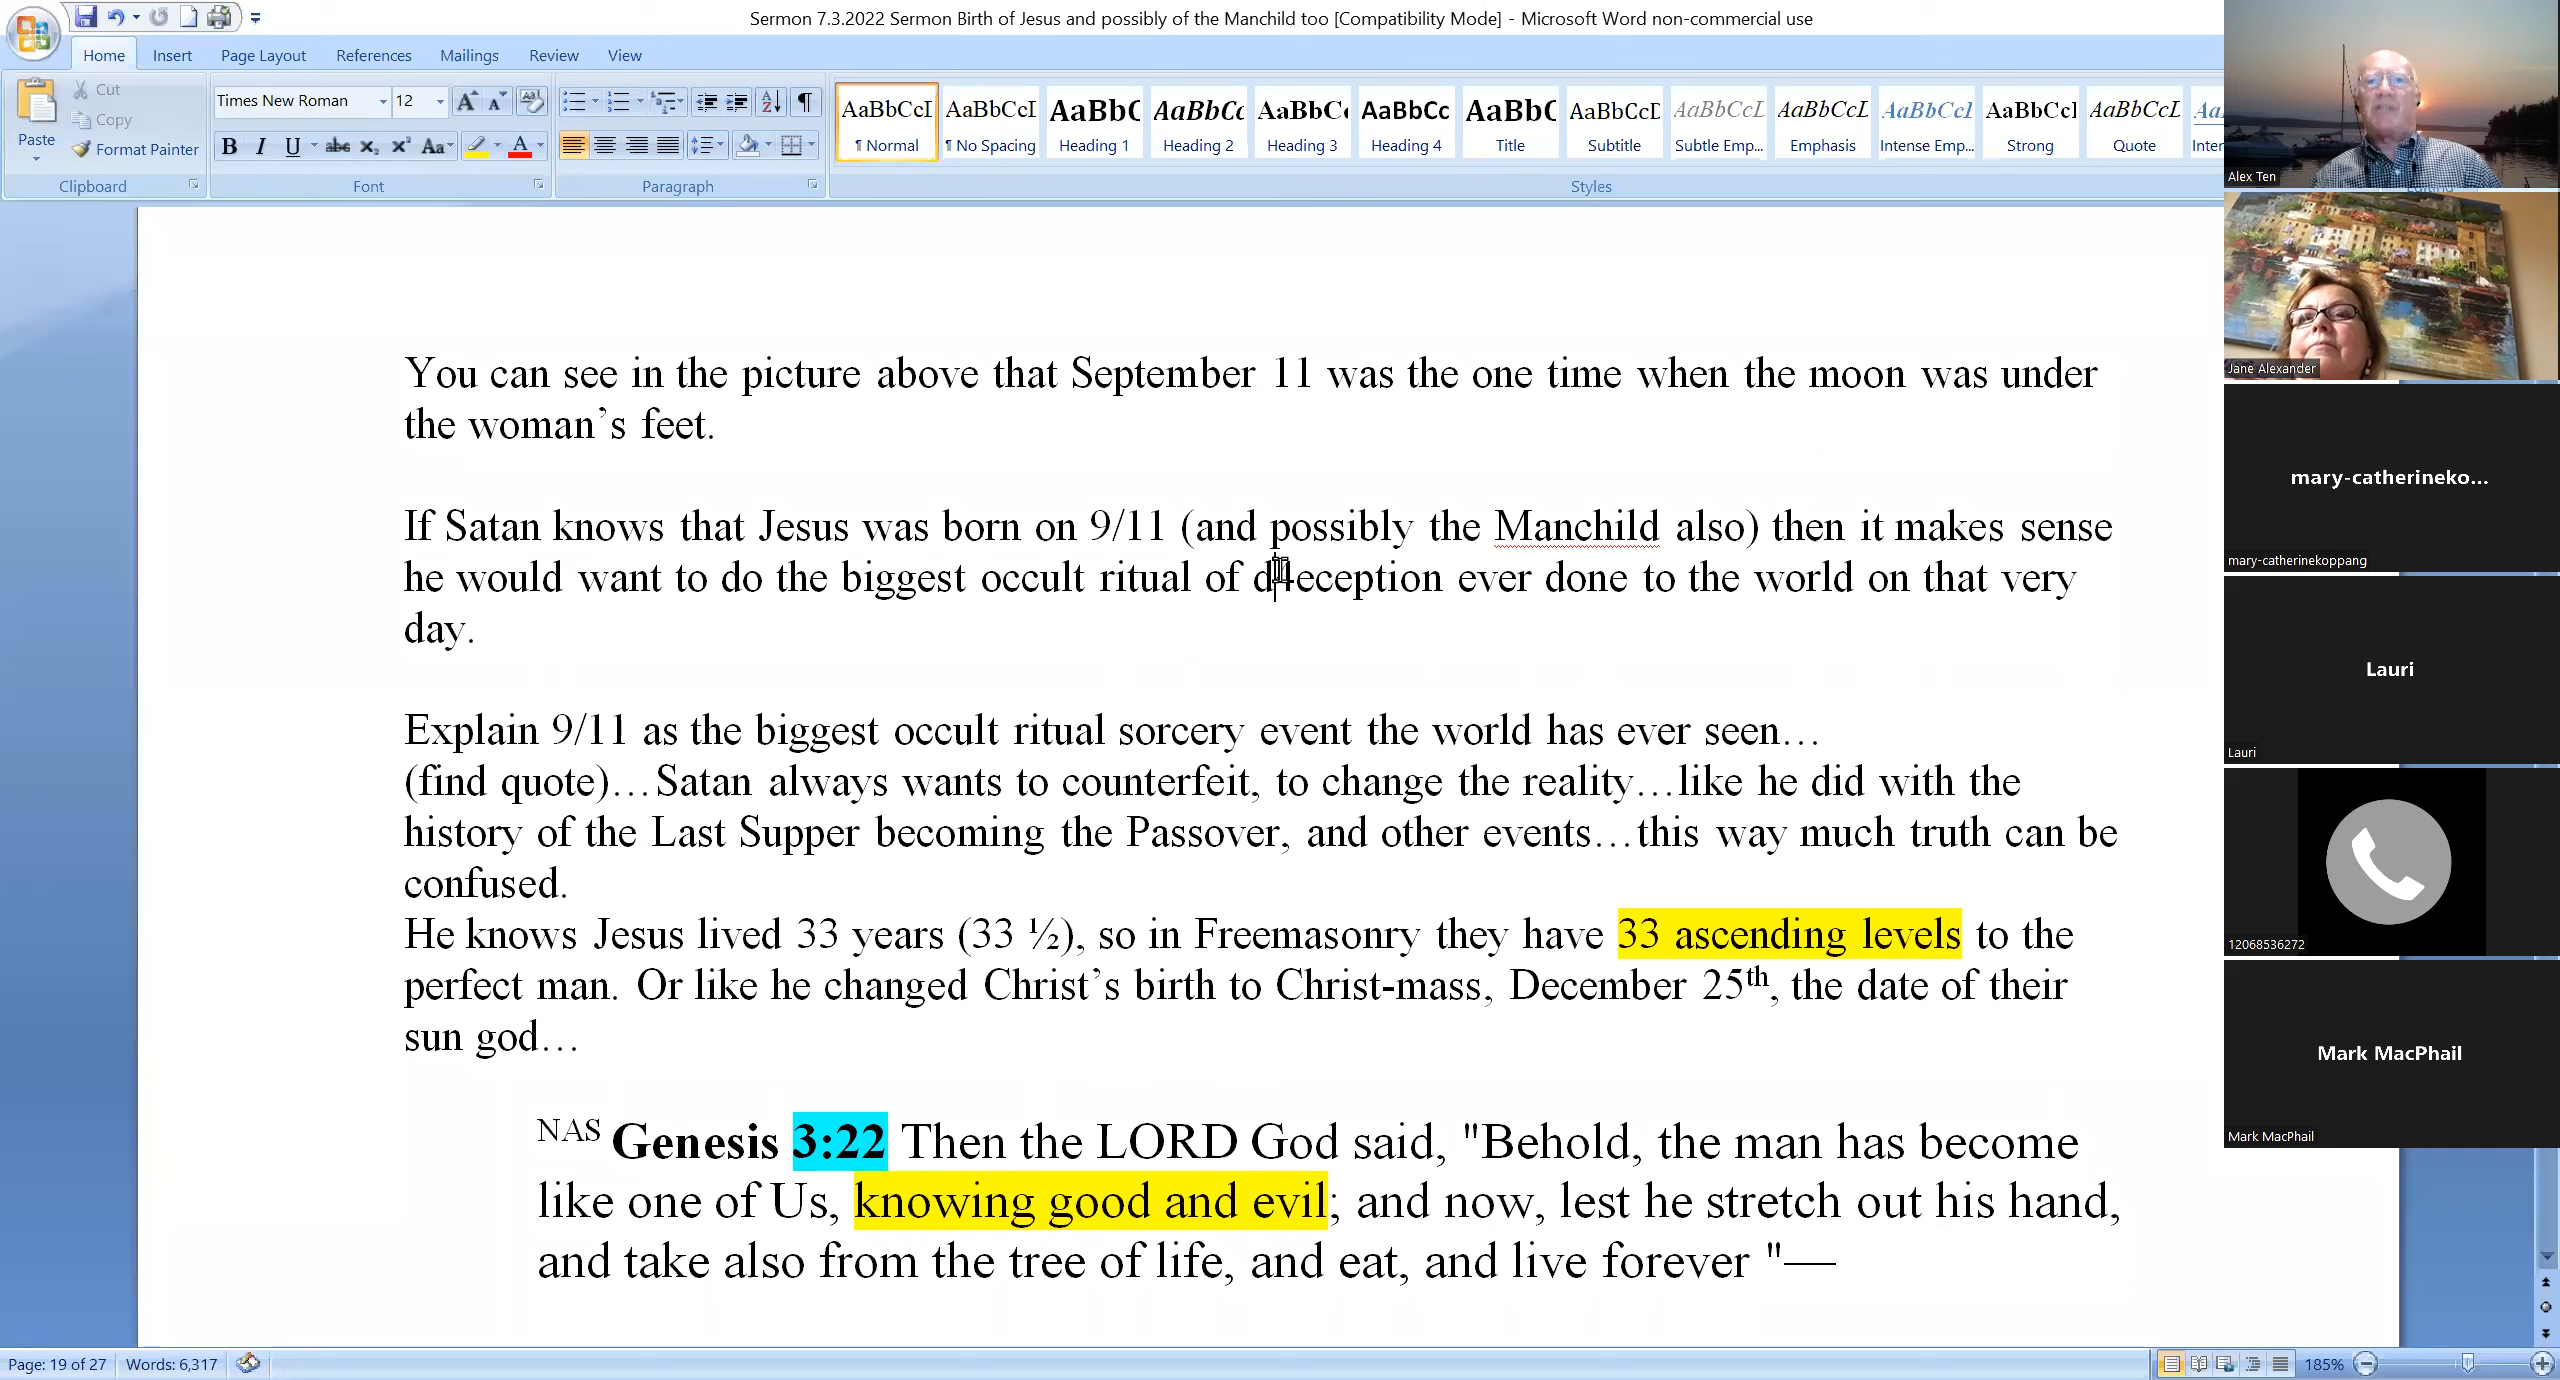 Sermon 7.3.2022 Sermon Birth of Jesus and possibly of the Manchild too [Compatibility Mode] - Microsoft Word non-commercial use
Home Insert Page Layout References Mailings Review View
Paste
Cut
Copy
Format Painter
Clipboard
Times New Roman 12
B I U abc x₂ x² Aa A
Font
Paragraph
AaBbCcI AaBbCcI AaBbC AaBbCc AaBbCc AaBbCc AaBbC AaBbCcD AaBbCcL AaBbCcL AaBbCcI AaBbCcI AaBbCcL
¶ Normal ¶ No Spacing Heading 1 Heading 2 Heading 3 Heading 4 Title Subtitle Subtle Emp... Emphasis Intense Emp... Strong Quote
Styles
You can see in the picture above that September 11 was the one time when the moon was under
the woman’s feet.
If Satan knows that Jesus was born on 9/11 (and possibly the Manchild also) then it makes sense
he would want to do the biggest occult ritual of deception ever done to the world on that very
day.
Explain 9/11 as the biggest occult ritual sorcery event the world has ever seen…
(find quote)…Satan always wants to counterfeit, to change the reality…like he did with the
history of the Last Supper becoming the Passover, and other events…this way much truth can be
confused.
He knows Jesus lived 33 years (33 ½), so in Freemasonry they have 33 ascending levels to the
perfect man. Or like he changed Christ’s birth to Christ-mass, December 25th, the date of their
sun god…
NAS Genesis 3:22 Then the LORD God said, "Behold, the man has become
like one of Us, knowing good and evil; and now, lest he stretch out his hand,
and take also from the tree of life, and eat, and live forever "—
Page: 19 of 27 Words: 6,317
185%
Alex Ten
Jane Alexander
mary-catherineko...
mary-catherinekoppang
Lauri
Lauri
12068536272
Mark MacPhail
Mark MacPhail